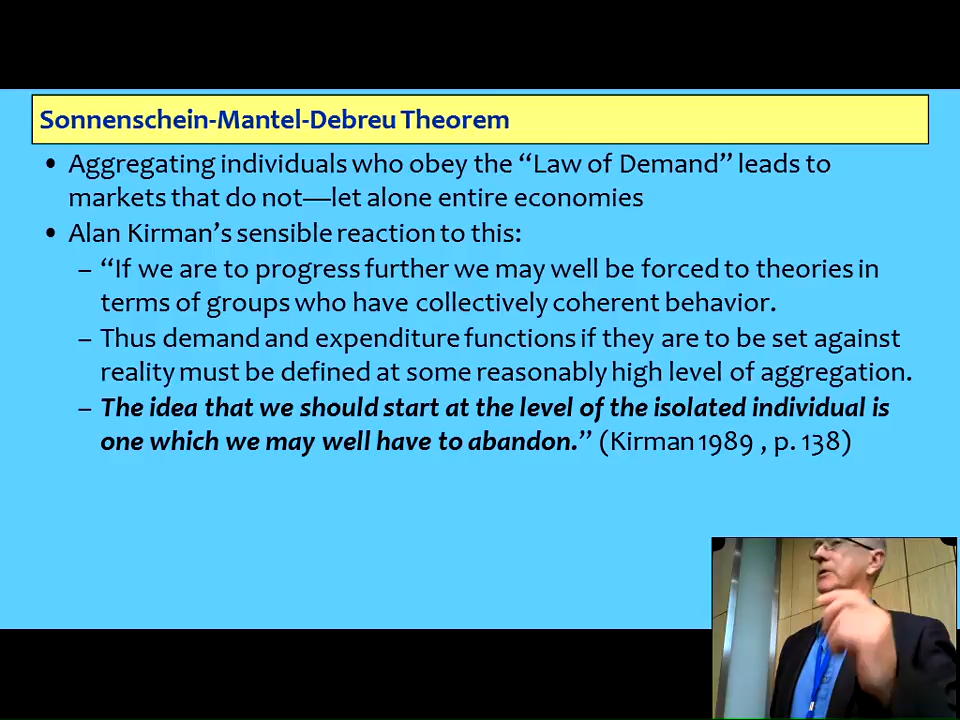 Sonnenschein-Mantel-Debreu Theorem
• Aggregating individuals who obey the “Law of Demand” leads to
markets that do not—let alone entire economies
• Alan Kirman’s sensible reaction to this:
– “If we are to progress further we may well be forced to theories in
terms of groups who have collectively coherent behavior.
– Thus demand and expenditure functions if they are to be set against
reality must be defined at some reasonably high level of aggregation.
– The idea that we should start at the level of the isolated individual is
one which we may well have to abandon.” (Kirman 1989 , p. 138)